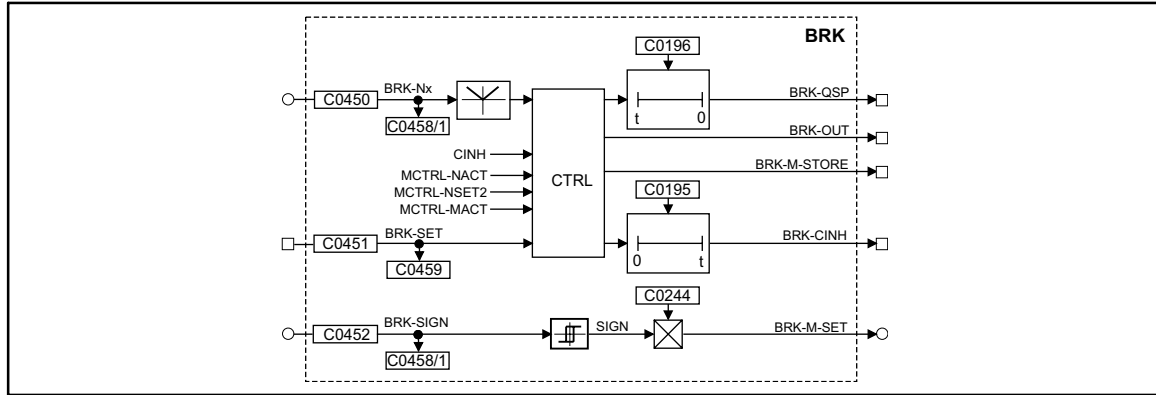 BRK
C0196
C0450
BRK-Nx
C0458/1
t 0
BRK-QSP
BRK-OUT
BRK-M-STORE
CINH
MCTRL-NACT
MCTRL-NSET2
MCTRL-MACT
CTRL
C0195
C0451
BRK-SET
C0459
0 t
BRK-CINH
C0244
C0452
BRK-SIGN
C0458/1
SIGN
BRK-M-SET